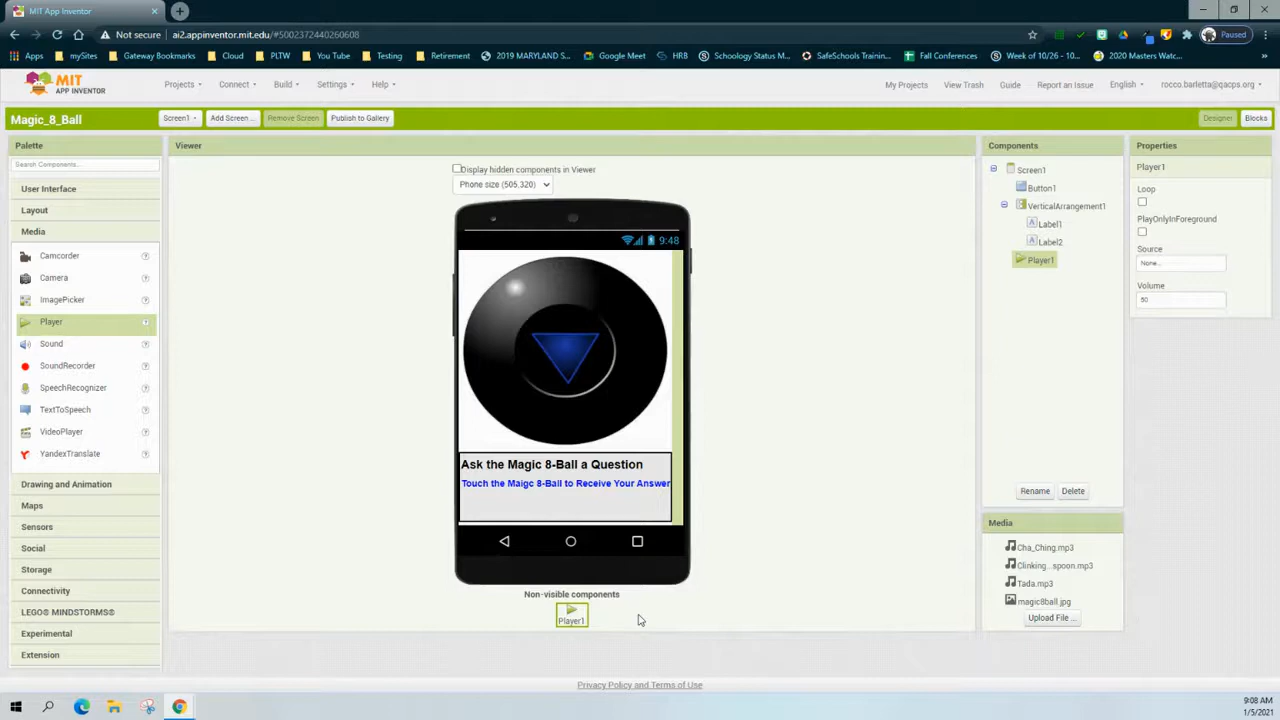 MIT App Inventor
Not secure ai2.appinventor.mit.edu/#5002372440260608
Paused
Apps mySites Gateway Bookmarks Cloud PLTW You Tube Testing Retirement 2019 MARYLAND S... Google Meet HRB Schoology Status M... SafeSchools Trainin... Fall Conferences Week of 10/26 - 10... 2020 Masters Watc...
MIT APP INVENTOR
Projects Connect Build Settings Help My Projects View Trash Guide Report an Issue English rocco.barletta@qacps.org
Magic_8_Ball Screen1 Add Screen ... Remove Screen Publish to Gallery Designer Blocks
Palette
Search Components...
User Interface
Layout
Media
Camcorder
Camera
ImagePicker
Player
Sound
SoundRecorder
SpeechRecognizer
TextToSpeech
VideoPlayer
YandexTranslate
Drawing and Animation
Maps
Sensors
Social
Storage
Connectivity
LEGO® MINDSTORMS®
Experimental
Extension
Viewer
Display hidden components in Viewer
Phone size (505,320)
9:48
Ask the Magic 8-Ball a Question
Touch the Maigc 8-Ball to Receive Your Answer
Non-visible components
Player1
Components
Screen1
Button1
VerticalArrangement1
Label1
Label2
Player1
Rename Delete
Media
Cha_Ching.mp3
Clinking...spoon.mp3
Tada.mp3
magic8ball.jpg
Upload File ...
Properties
Player1
Loop
PlayOnlyInForeground
Source
None...
Volume
50
Privacy Policy and Terms of Use
9:08 AM
1/5/2021